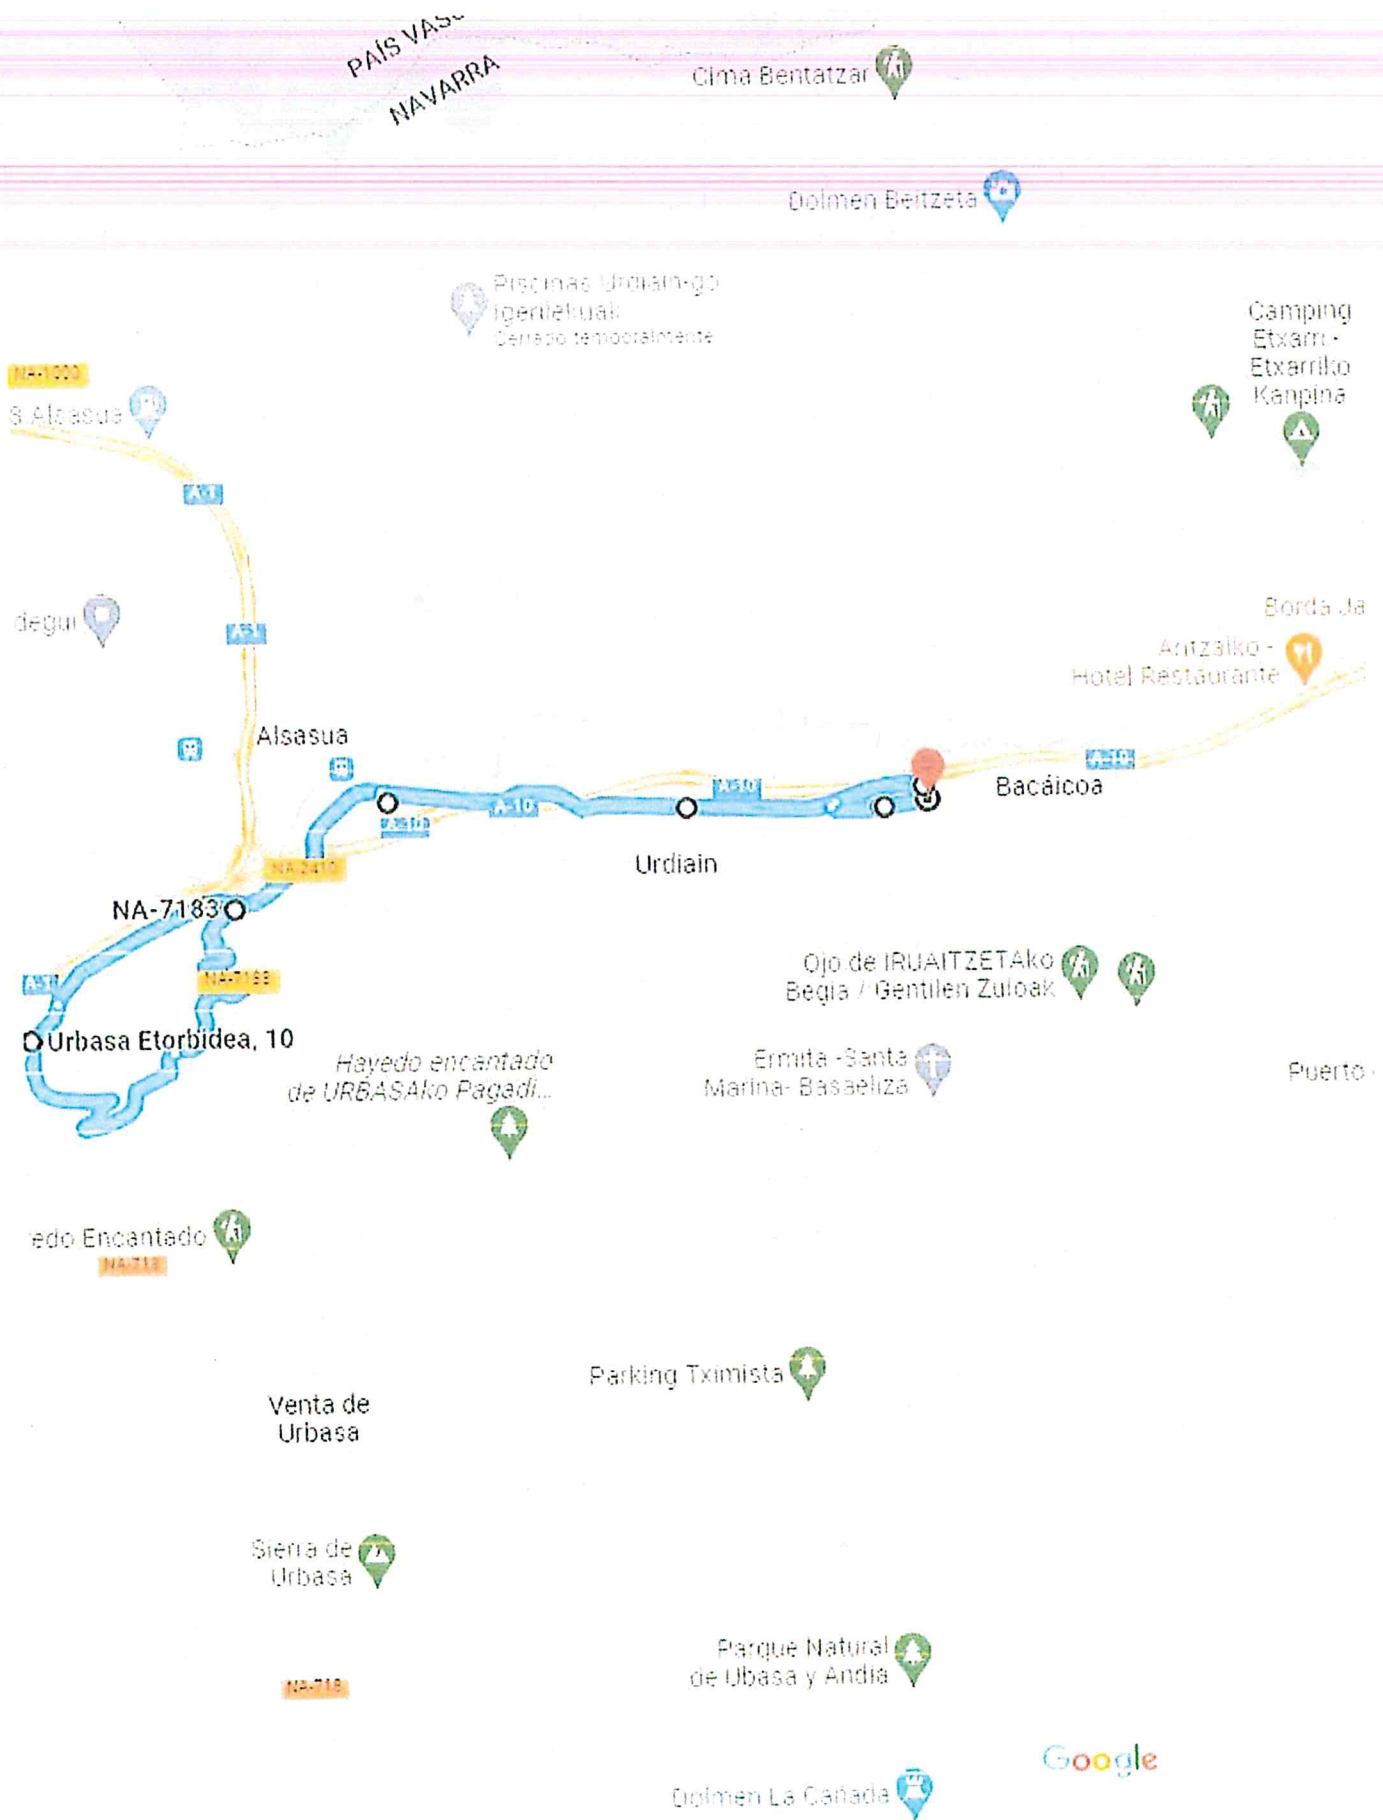 PAÍS VASC
NAVARRA
Cima Bentatzar
Dolmen Beitzeta
Piscinas Urdiain-go
Igerilekuak
Cerrado temporalmente
Camping
Etxarri -
Etxarriko
Kanpina
NA-1000
S Alsasua
A-1
degui
A-1
Borda Ja
Antzaiko -
Hotel Restaurante
Alsasua
A-10
A-10
Bacáicoa
A-10
Urdiain
NA-2410
NA-7183
A-1
NA-7183
Ojo de IRUAITZETAko
Begia / Gentilen Zuloak
Urbasa Etorbidea, 10
Hayedo encantado
de URBASAko Pagadi...
Ermita -Santa
Marina- Basaeliza
Puerto
edo Encantado
NA-718
Parking Tximista
Venta de
Urbasa
Sierra de
Urbasa
Parque Natural
de Ubasa y Andia
NA-718
Google
Dolmen La Cañada